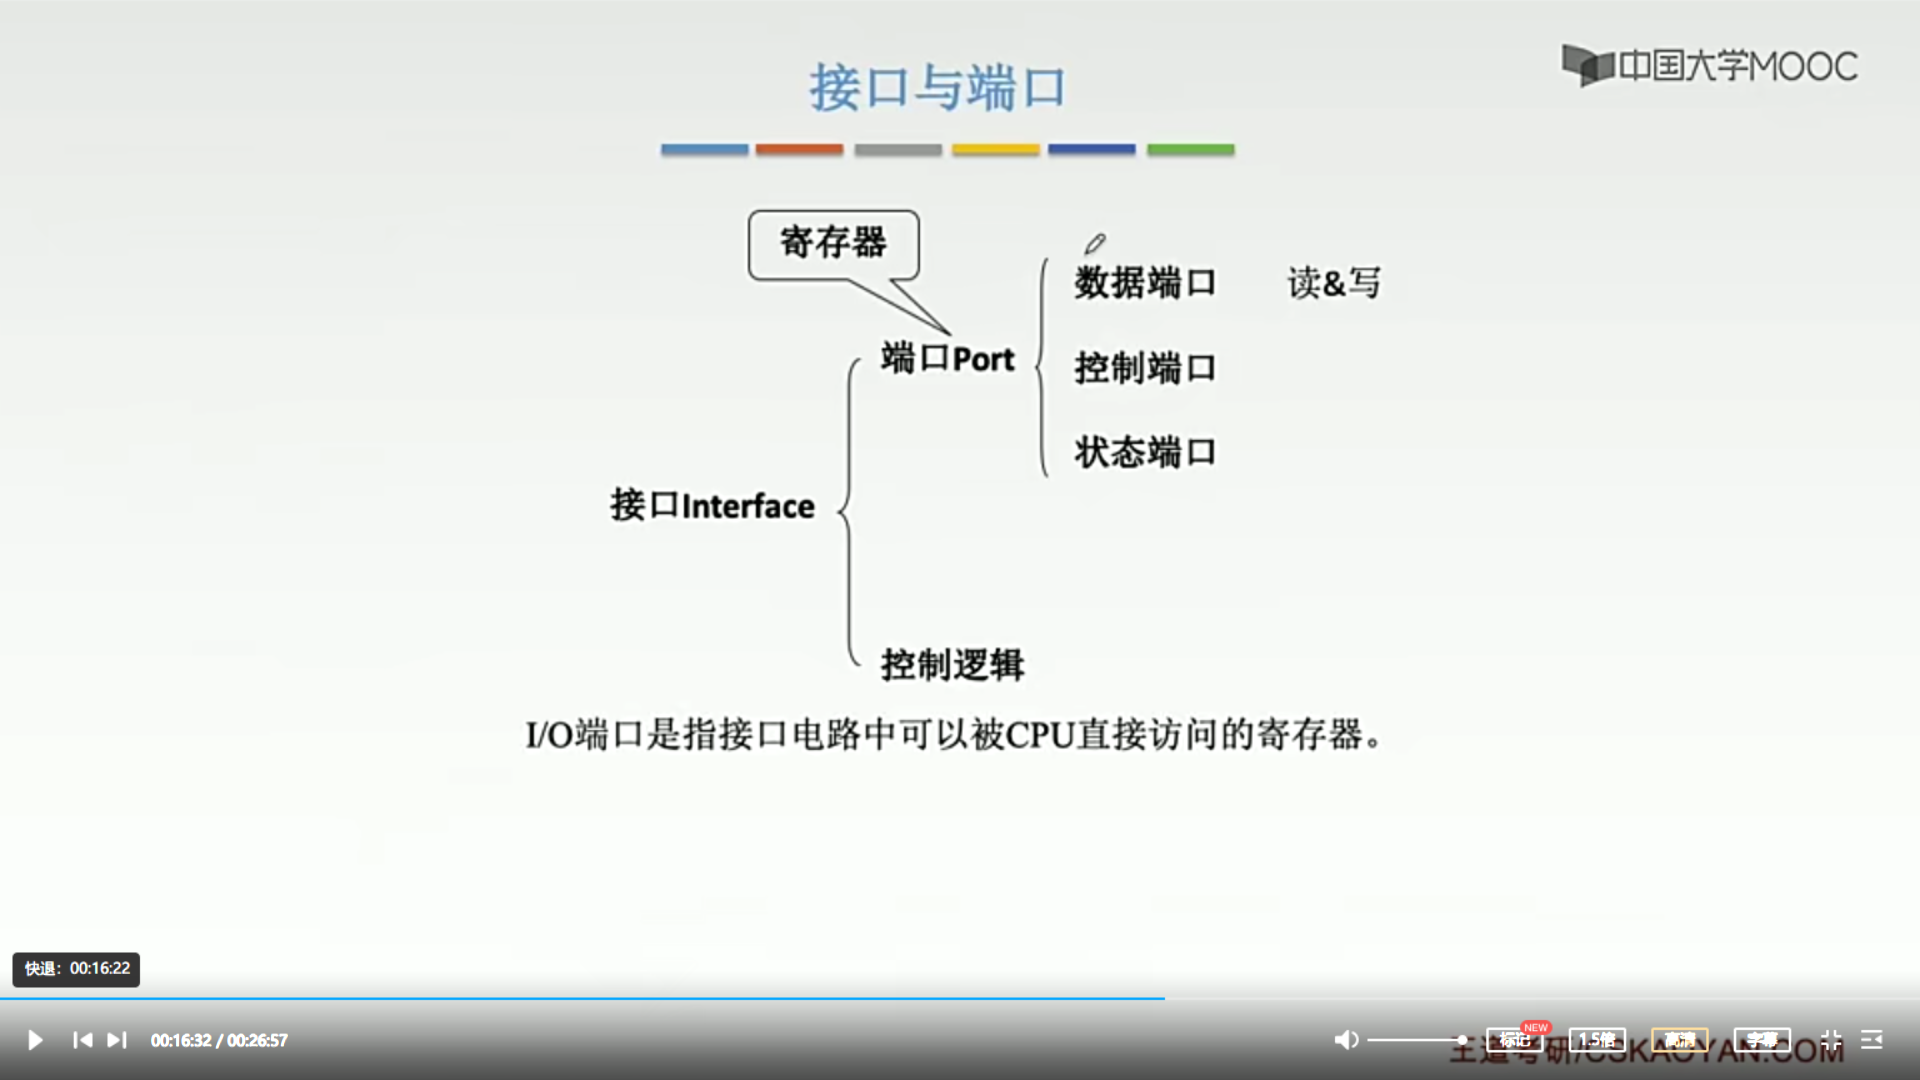 接口与端口
中国大学MOOC
寄存器
数据端口 读&写
端口Port
控制端口
状态端口
接口Interface
控制逻辑
I/O端口是指接口电路中可以被CPU直接访问的寄存器。
快退：00:16:22
00:16:32 / 00:26:57
标记
NEW
1.5倍
高清
字幕
王道考研/CSKAOYAN.COM